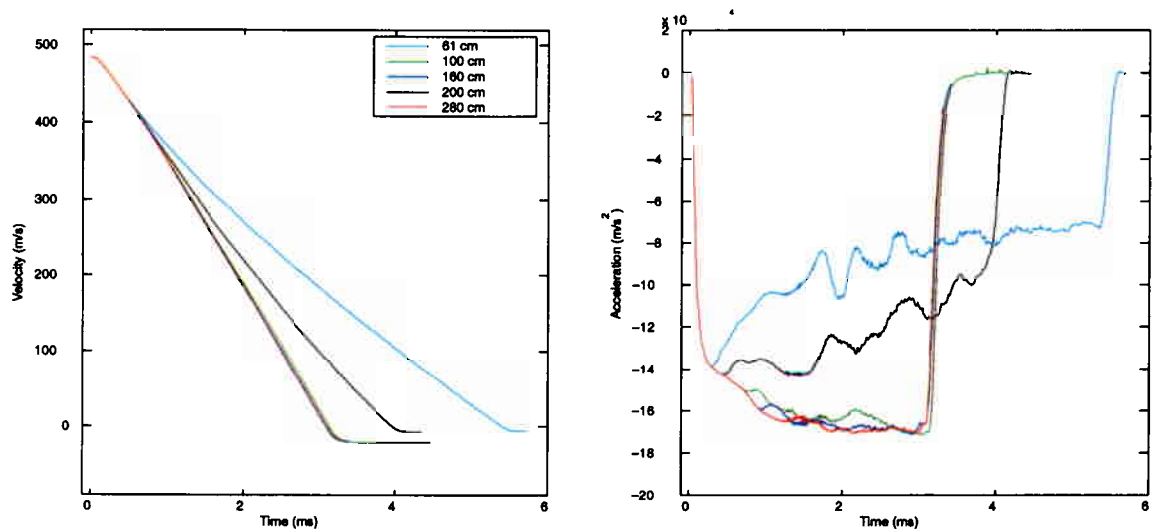 500
400
300
200
100
0
Velocity (m/s)
0
2
4
6
Time (ms)
61 cm
100 cm
160 cm
200 cm
280 cm
x 10 4
2
0
−2
−4
−6
−8
−10
−12
−14
−16
−18
−20
Acceleration (m/s2)
0
2
4
6
Time (ms)